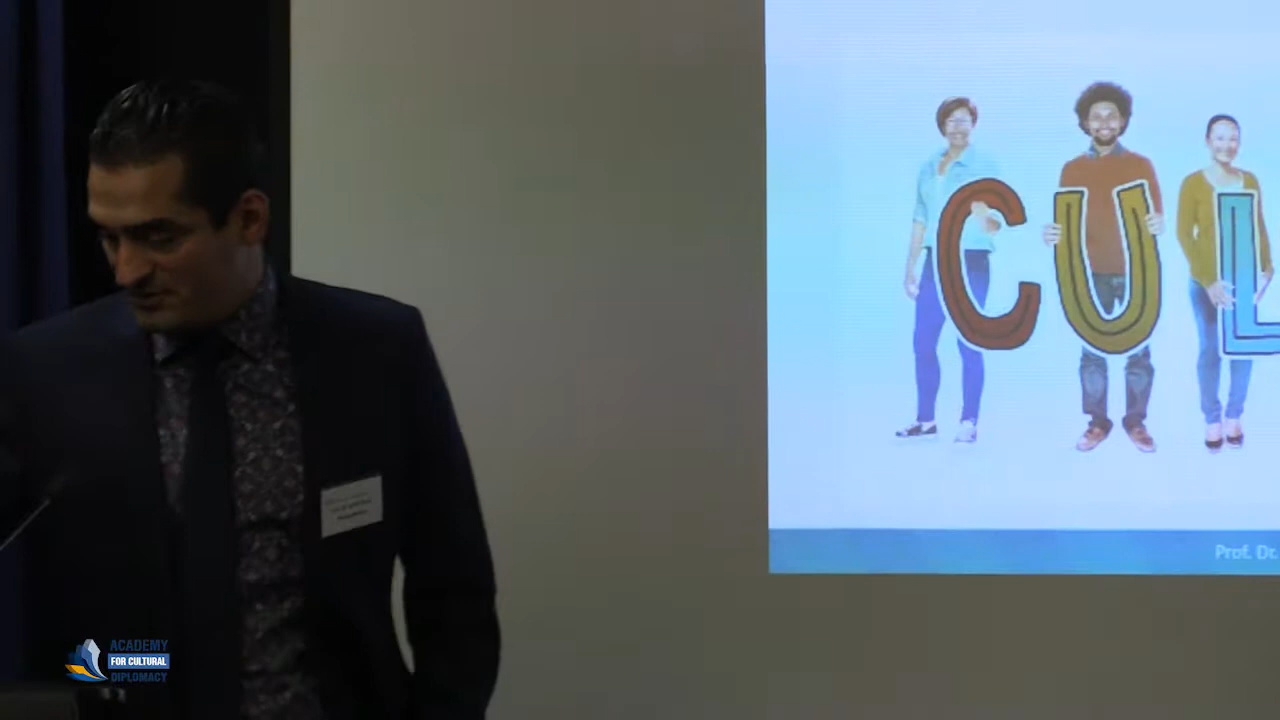 CUL
Prof. Dr.
ACADEMY
FOR CULTURAL
DIPLOMACY